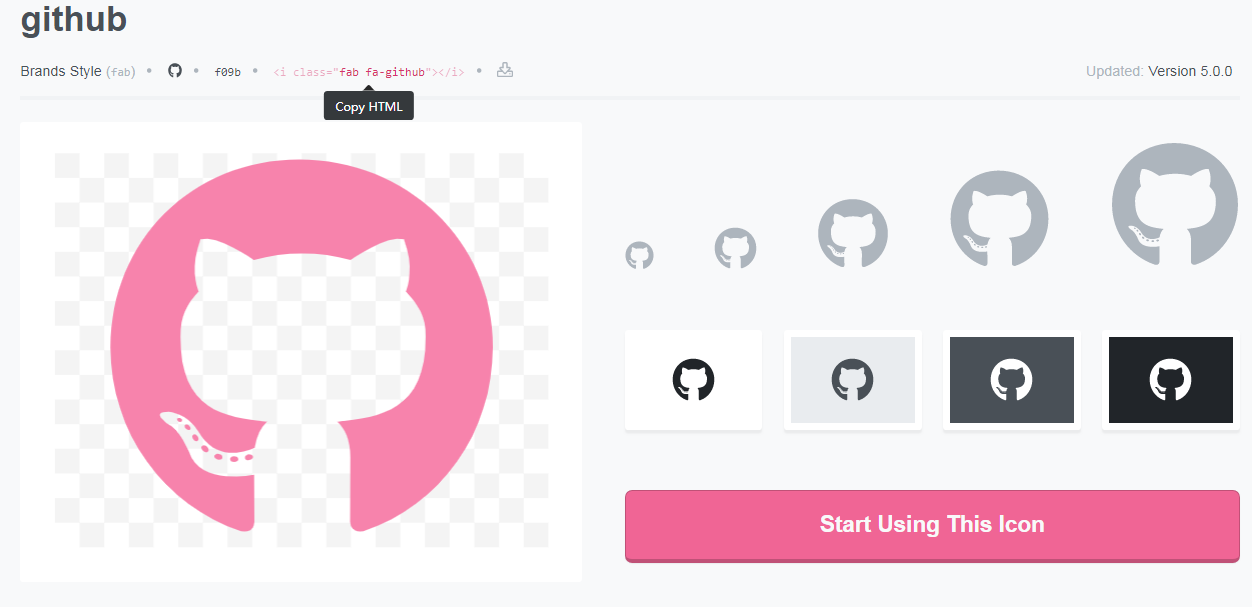 github
Brands Style (fab) • • f09b • <i class="fab fa-github"></i> • Updated: Version 5.0.0
Copy HTML
Start Using This Icon